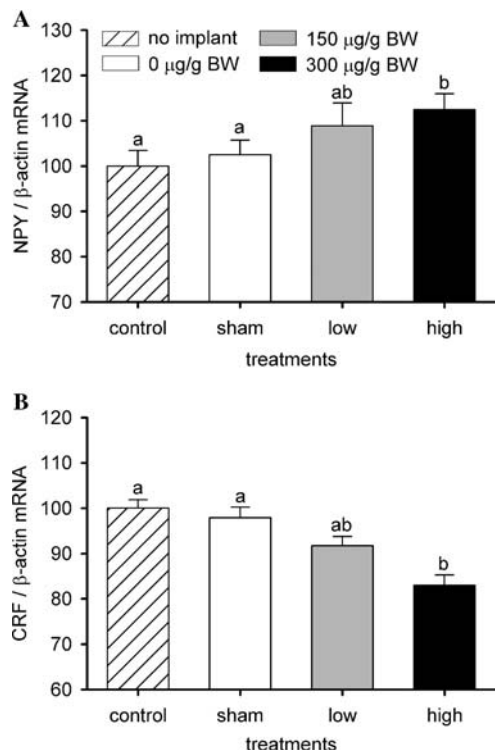 A
130
120
110
100
90
80
70
NPY / β-actin mRNA
no implant
150 μg/g BW
0 μg/g BW
300 μg/g BW
a
a
ab
b
control
sham
low
high
treatments
B
120
110
100
90
80
70
60
CRF / β-actin mRNA
a
a
ab
b
control
sham
low
high
treatments